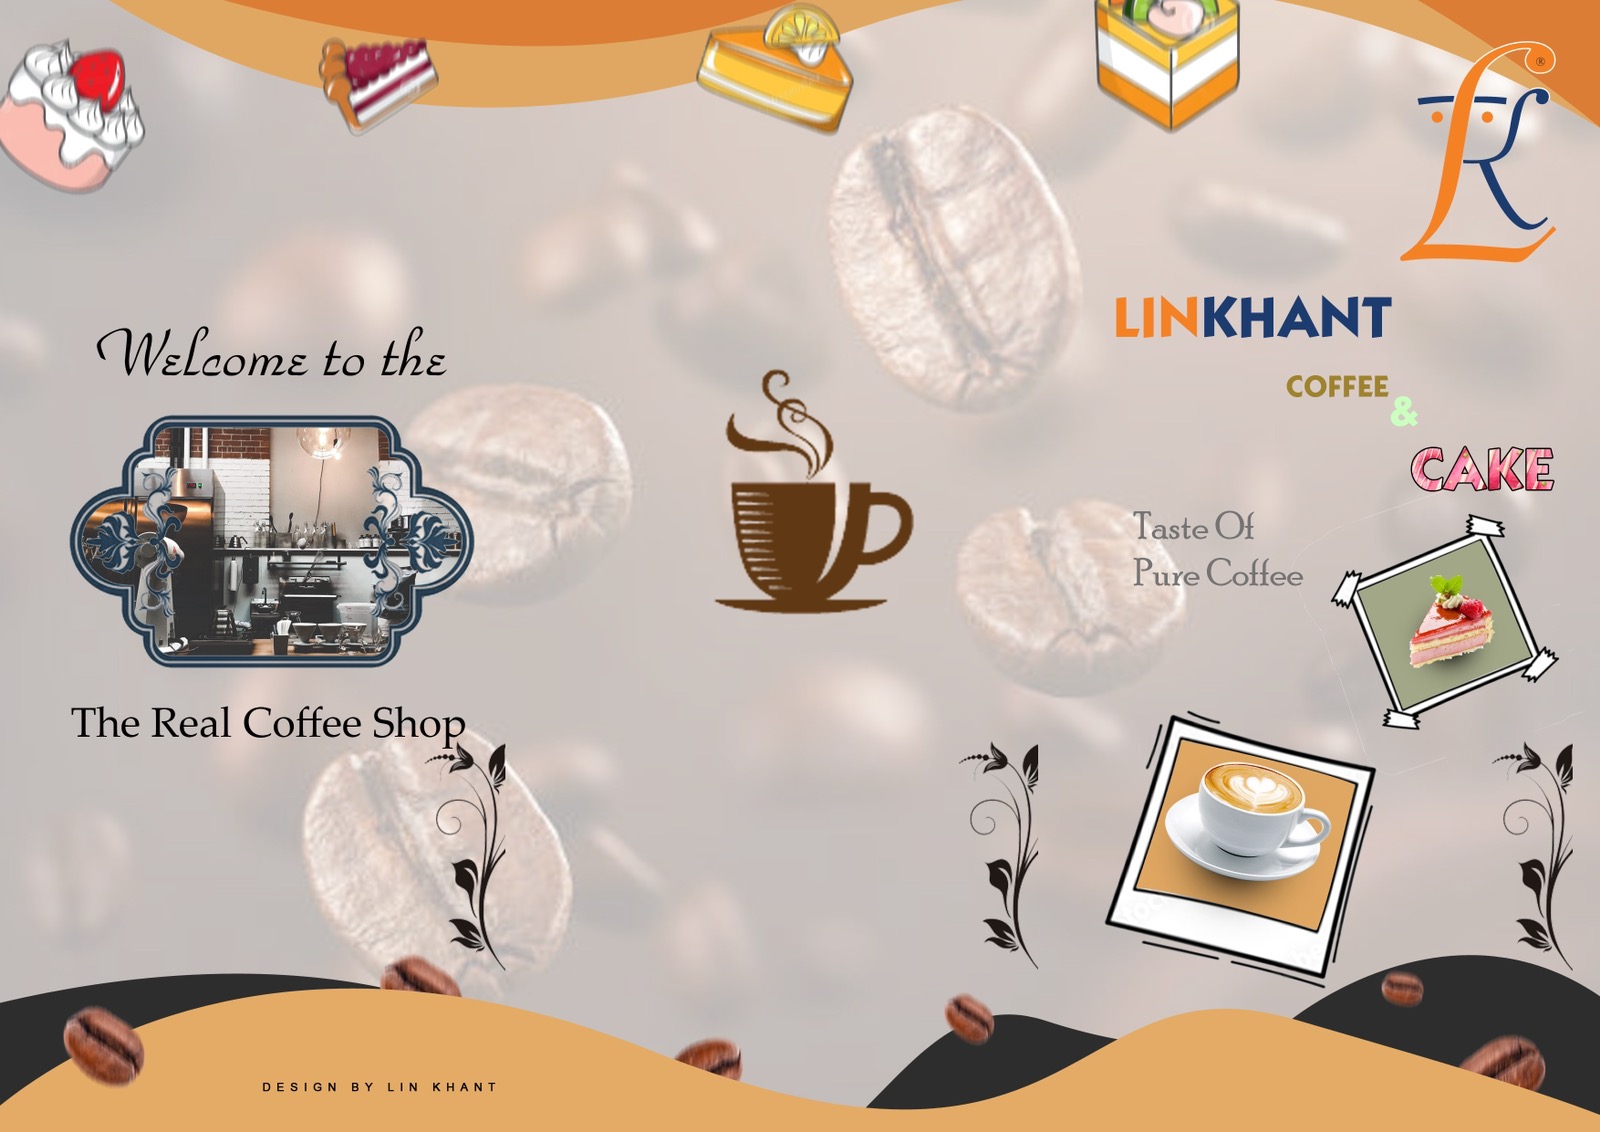 Welcome to the
The Real Coffee Shop
DESIGN BY LIN KHANT
®
LINKHANT
COFFEE
&
CAKE
Taste Of
Pure Coffee